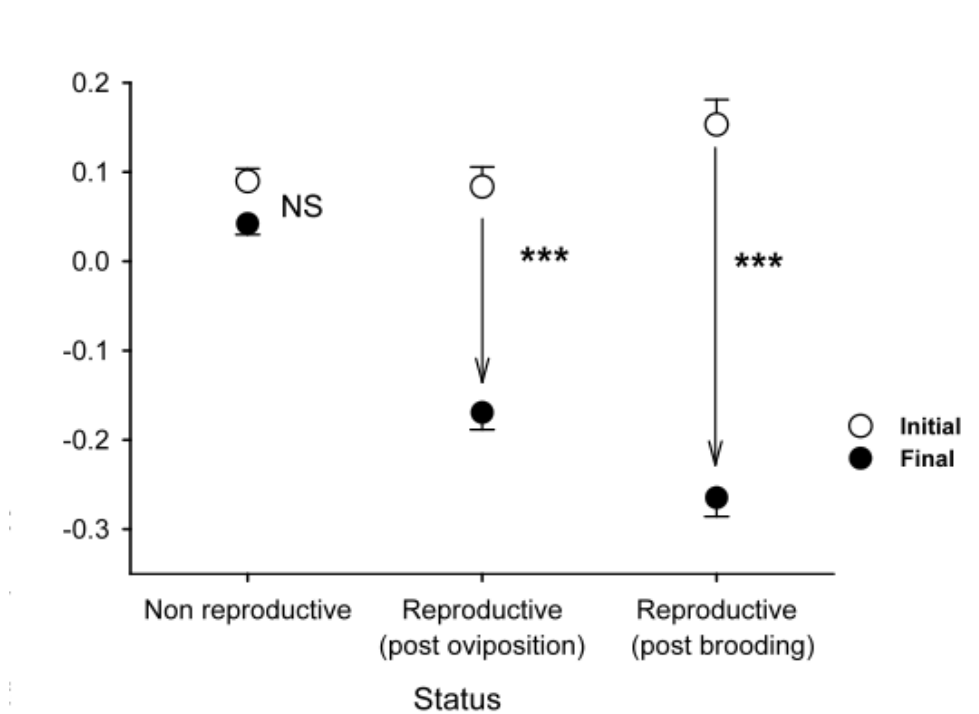 0.2
0.1
0.0
-0.1
-0.2
-0.3
NS
***
***
Initial
Final
Non reproductive
Reproductive
(post oviposition)
Reproductive
(post brooding)
Status